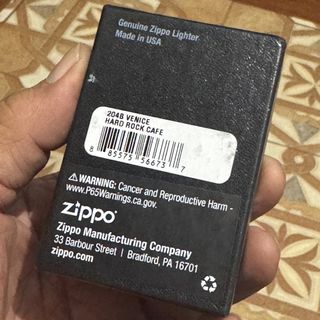 Genuine Zippo Lighter
Made in USA
204B VENICE
HARD ROCK CAFE
8 85575 56673 7
WARNING: Cancer and Reproductive Harm -
www.P65Warnings.ca.gov.
zippo
Zippo Manufacturing Company
33 Barbour Street | Bradford, PA 16701
zippo.com